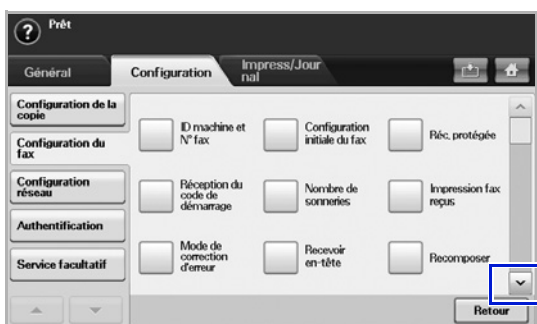 Prêt
Général
Configuration
Impress/Jour
nal
Configuration de la
copie
Configuration du
fax
Configuration
réseau
Authentification
Service facultatif
ID machine et
N° fax
Configuration
initiale du fax
Réc. protégée
Réception du
code de
démarrage
Nombre de
sonneries
Impression fax
reçus
Mode de
correction
d'erreur
Recevoir
en-tête
Recomposer
Retour